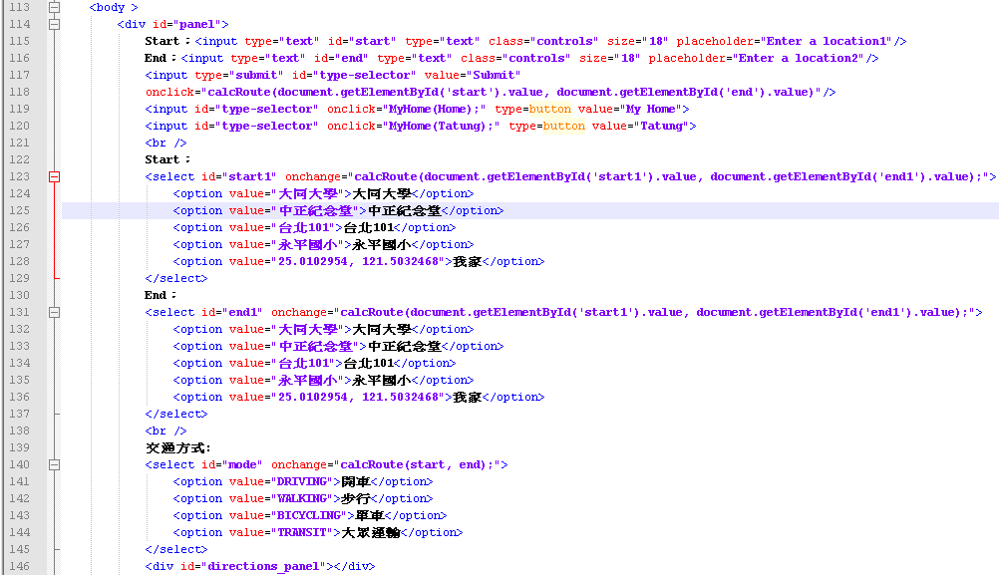 113 <body >
114 <div id="panel">
115 Start：<input type="text" id="start" type="text" class="controls" size="18" placeholder="Enter a location1"/>
116 End：<input type="text" id="end" type="text" class="controls" size="18" placeholder="Enter a location2"/>
117 <input type="submit" id="type-selector" value="Submit"
118 onclick="calcRoute(document.getElementById('start').value, document.getElementById('end').value)"/>
119 <input id="type-selector" onclick="MyHome(Home);" type=button value="My Home">
120 <input id="type-selector" onclick="MyHome(Tatung);" type=button value="Tatung">
121 <br />
122 Start：
123 <select id="start1" onchange="calcRoute(document.getElementById('start1').value, document.getElementById('end1').value);">
124 <option value="大同大學">大同大學</option>
125 <option value="中正紀念堂">中正紀念堂</option>
126 <option value="台北101">台北101</option>
127 <option value="永平國小">永平國小</option>
128 <option value="25.0102954, 121.5032468">我家</option>
129 </select>
130 End：
131 <select id="end1" onchange="calcRoute(document.getElementById('start1').value, document.getElementById('end1').value);">
132 <option value="大同大學">大同大學</option>
133 <option value="中正紀念堂">中正紀念堂</option>
134 <option value="台北101">台北101</option>
135 <option value="永平國小">永平國小</option>
136 <option value="25.0102954, 121.5032468">我家</option>
137 </select>
138 <br />
139 交通方式:
140 <select id="mode" onchange="calcRoute(start, end);">
141 <option value="DRIVING">開車</option>
142 <option value="WALKING">步行</option>
143 <option value="BICYCLING">單車</option>
144 <option value="TRANSIT">大眾運輸</option>
145 </select>
146 <div id="directions_panel"></div>